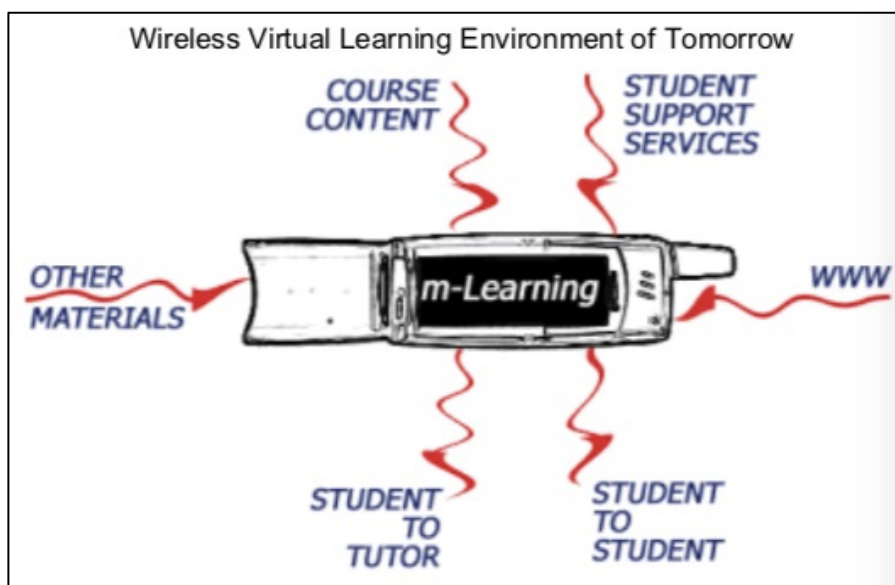 Wireless Virtual Learning Environment of Tomorrow
COURSE
CONTENT
STUDENT
SUPPORT
SERVICES
OTHER
MATERIALS
m-Learning
WWW
STUDENT
TO
TUTOR
STUDENT
TO
STUDENT